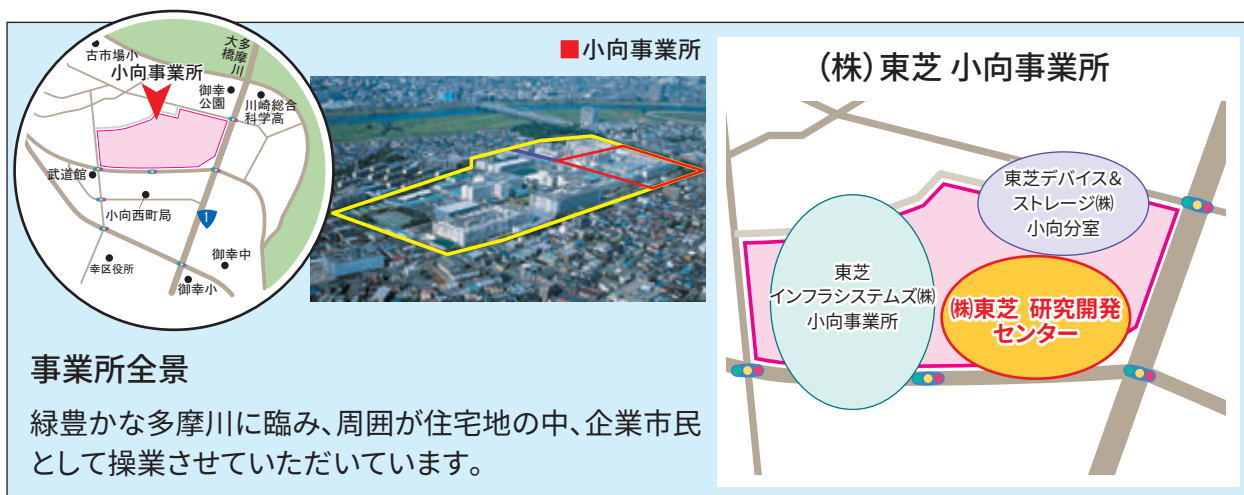 古市場小
多摩川
大橋
小向事業所
御幸
公園
川崎総合
科学高
武道館
小向西町局
1
幸区役所
御幸中
御幸小
■小向事業所
事業所全景
緑豊かな多摩川に臨み、周囲が住宅地の中、企業市民
として操業させていただいています。
(株)東芝 小向事業所
東芝デバイス&
ストレージ(株)
小向分室
東芝
インフラシステムズ(株)
小向事業所
(株)東芝 研究開発
センター